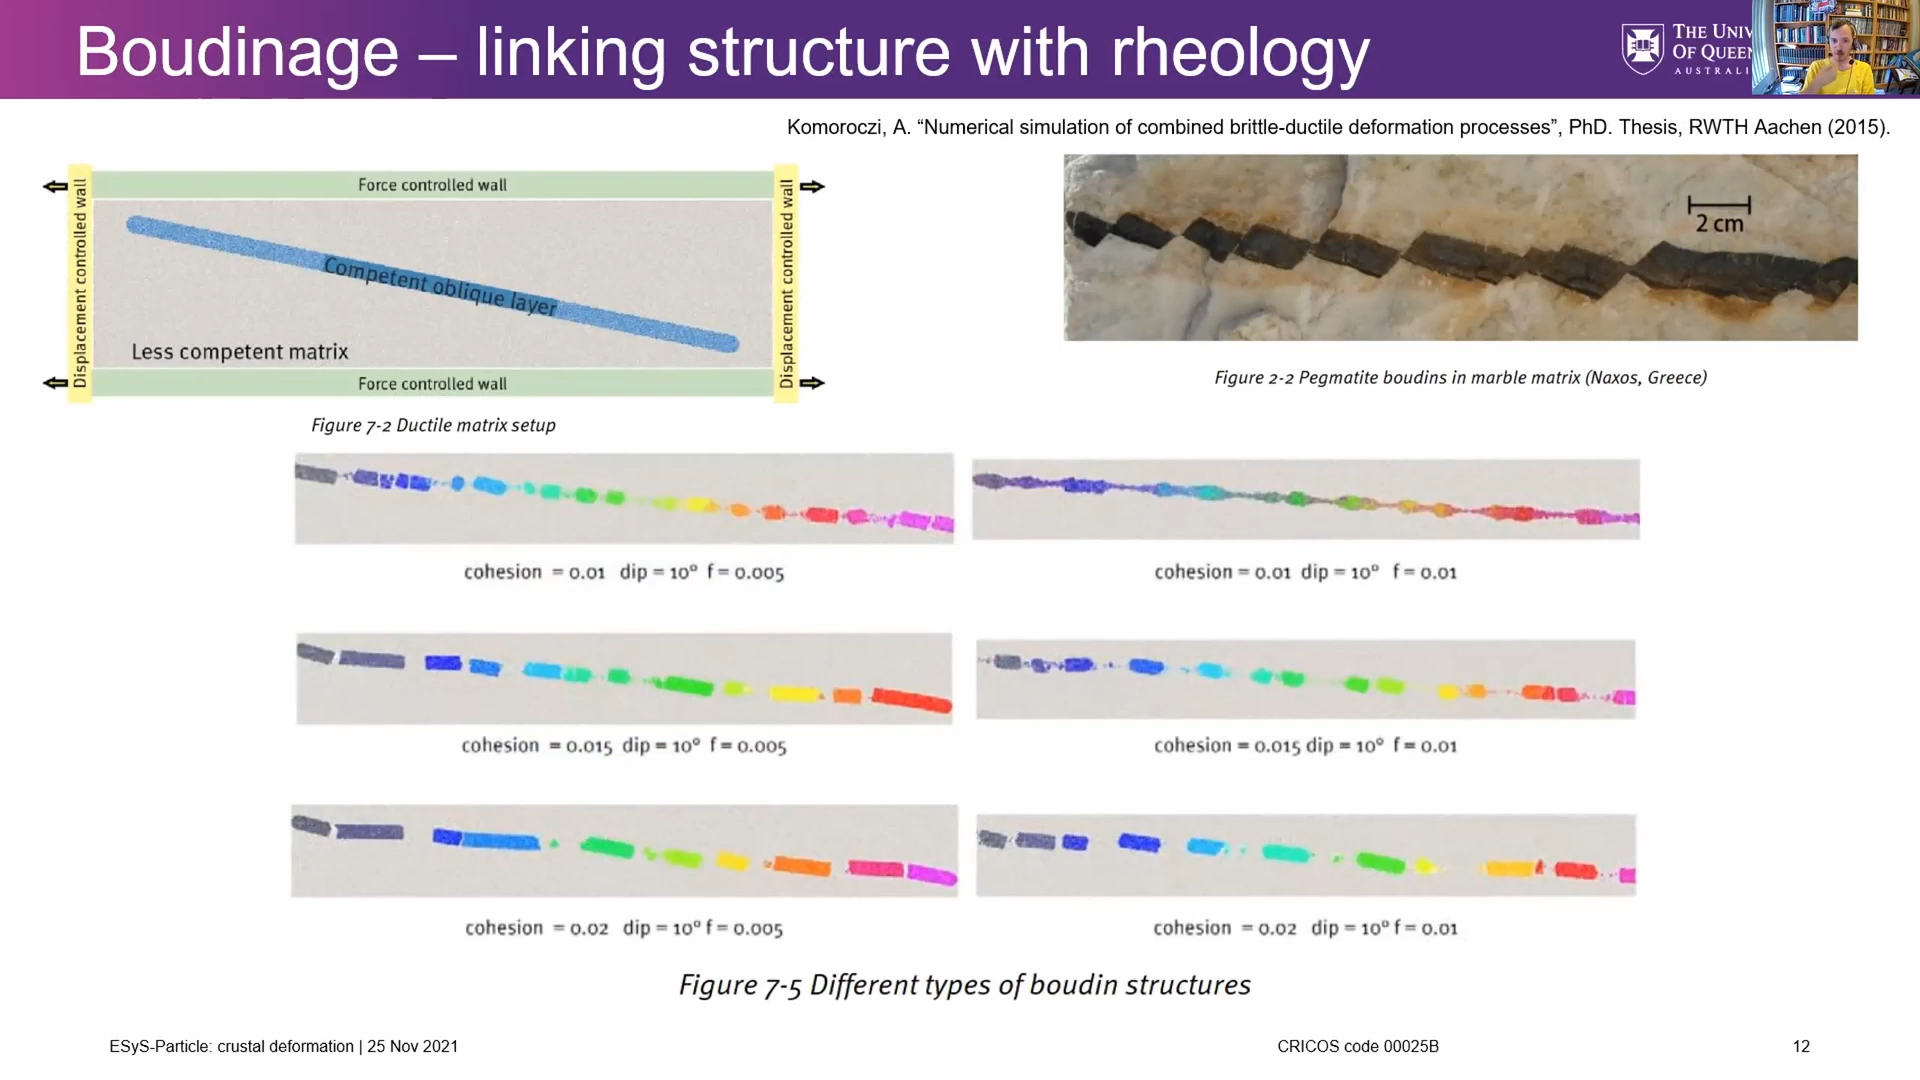 Boudinage – linking structure with rheology
THE UNIV
OF QUEEN
AUSTRALI
Komoroczi, A. “Numerical simulation of combined brittle-ductile deformation processes”, PhD. Thesis, RWTH Aachen (2015).
Displacement controlled wall
Force controlled wall
Competent oblique layer
Less competent matrix
Force controlled wall
Displacement controlled wall
Figure 7-2 Ductile matrix setup
2 cm
Figure 2-2 Pegmatite boudins in marble matrix (Naxos, Greece)
cohesion = 0.01 dip = 10° f = 0.005
cohesion = 0.01 dip = 10° f = 0.01
cohesion = 0.015 dip = 10° f = 0.005
cohesion = 0.015 dip = 10° f = 0.01
cohesion = 0.02 dip = 10° f = 0.005
cohesion = 0.02 dip = 10° f = 0.01
Figure 7-5 Different types of boudin structures
ESyS-Particle: crustal deformation | 25 Nov 2021
CRICOS code 00025B
12